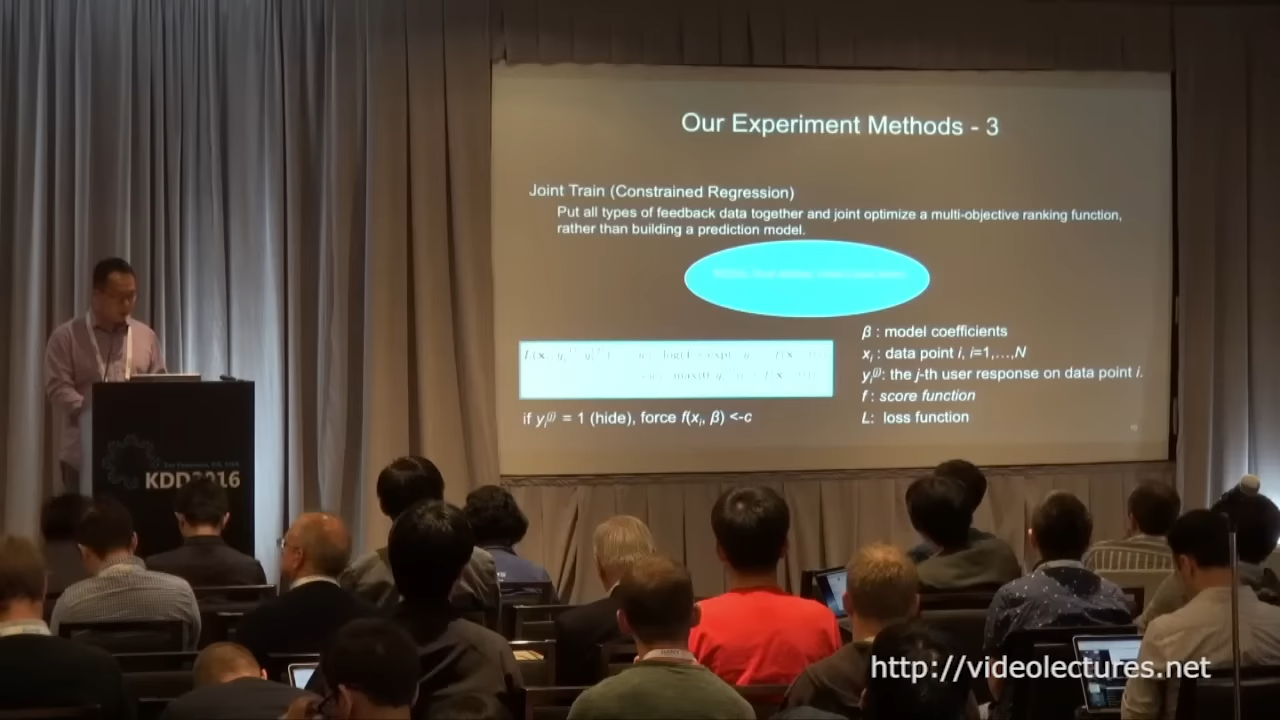 Our Experiment Methods - 3
Joint Train (Constrained Regression)
Put all types of feedback data together and joint optimize a multi-objective ranking function,
rather than building a prediction model.
β : model coefficients
xᵢ : data point i, i=1,…,N
yᵢ⁽ʲ⁾: the j-th user response on data point i.
f : score function
L: loss function
if yᵢ⁽ʲ⁾ = 1 (hide), force f(xᵢ, β) <-c
KDD2016
http://videolectures.net